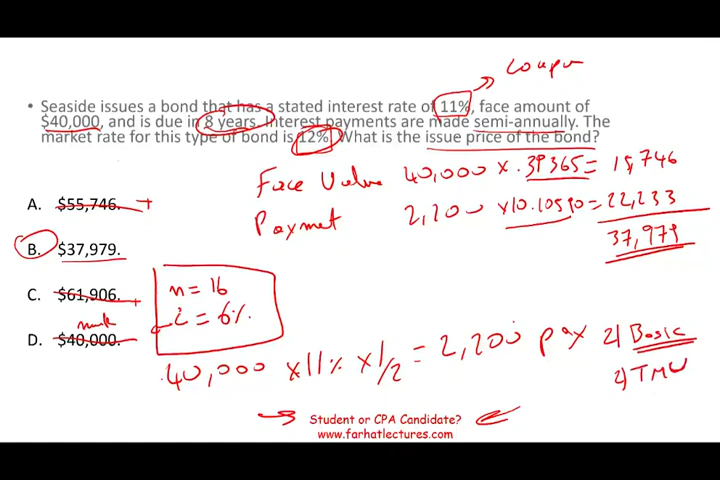 Coupon
• Seaside issues a bond that has a stated interest rate of 11%, face amount of
$40,000, and is due in 8 years. Interest payments are made semi-annually. The
market rate for this type of bond is 12%. What is the issue price of the bond?
Face Value 40,000 x .39365 = 15,746
Payment 2,200 x 10.10590 = 22,233
37,979
A. $55,746.
B. $37,979.
C. $61,906.
D. $40,000.
n = 16
i = 6%
40,000 x 11% x 1/2 = 2,200 pay
Basic
TMV
Student or CPA Candidate?
www.farhatlectures.com